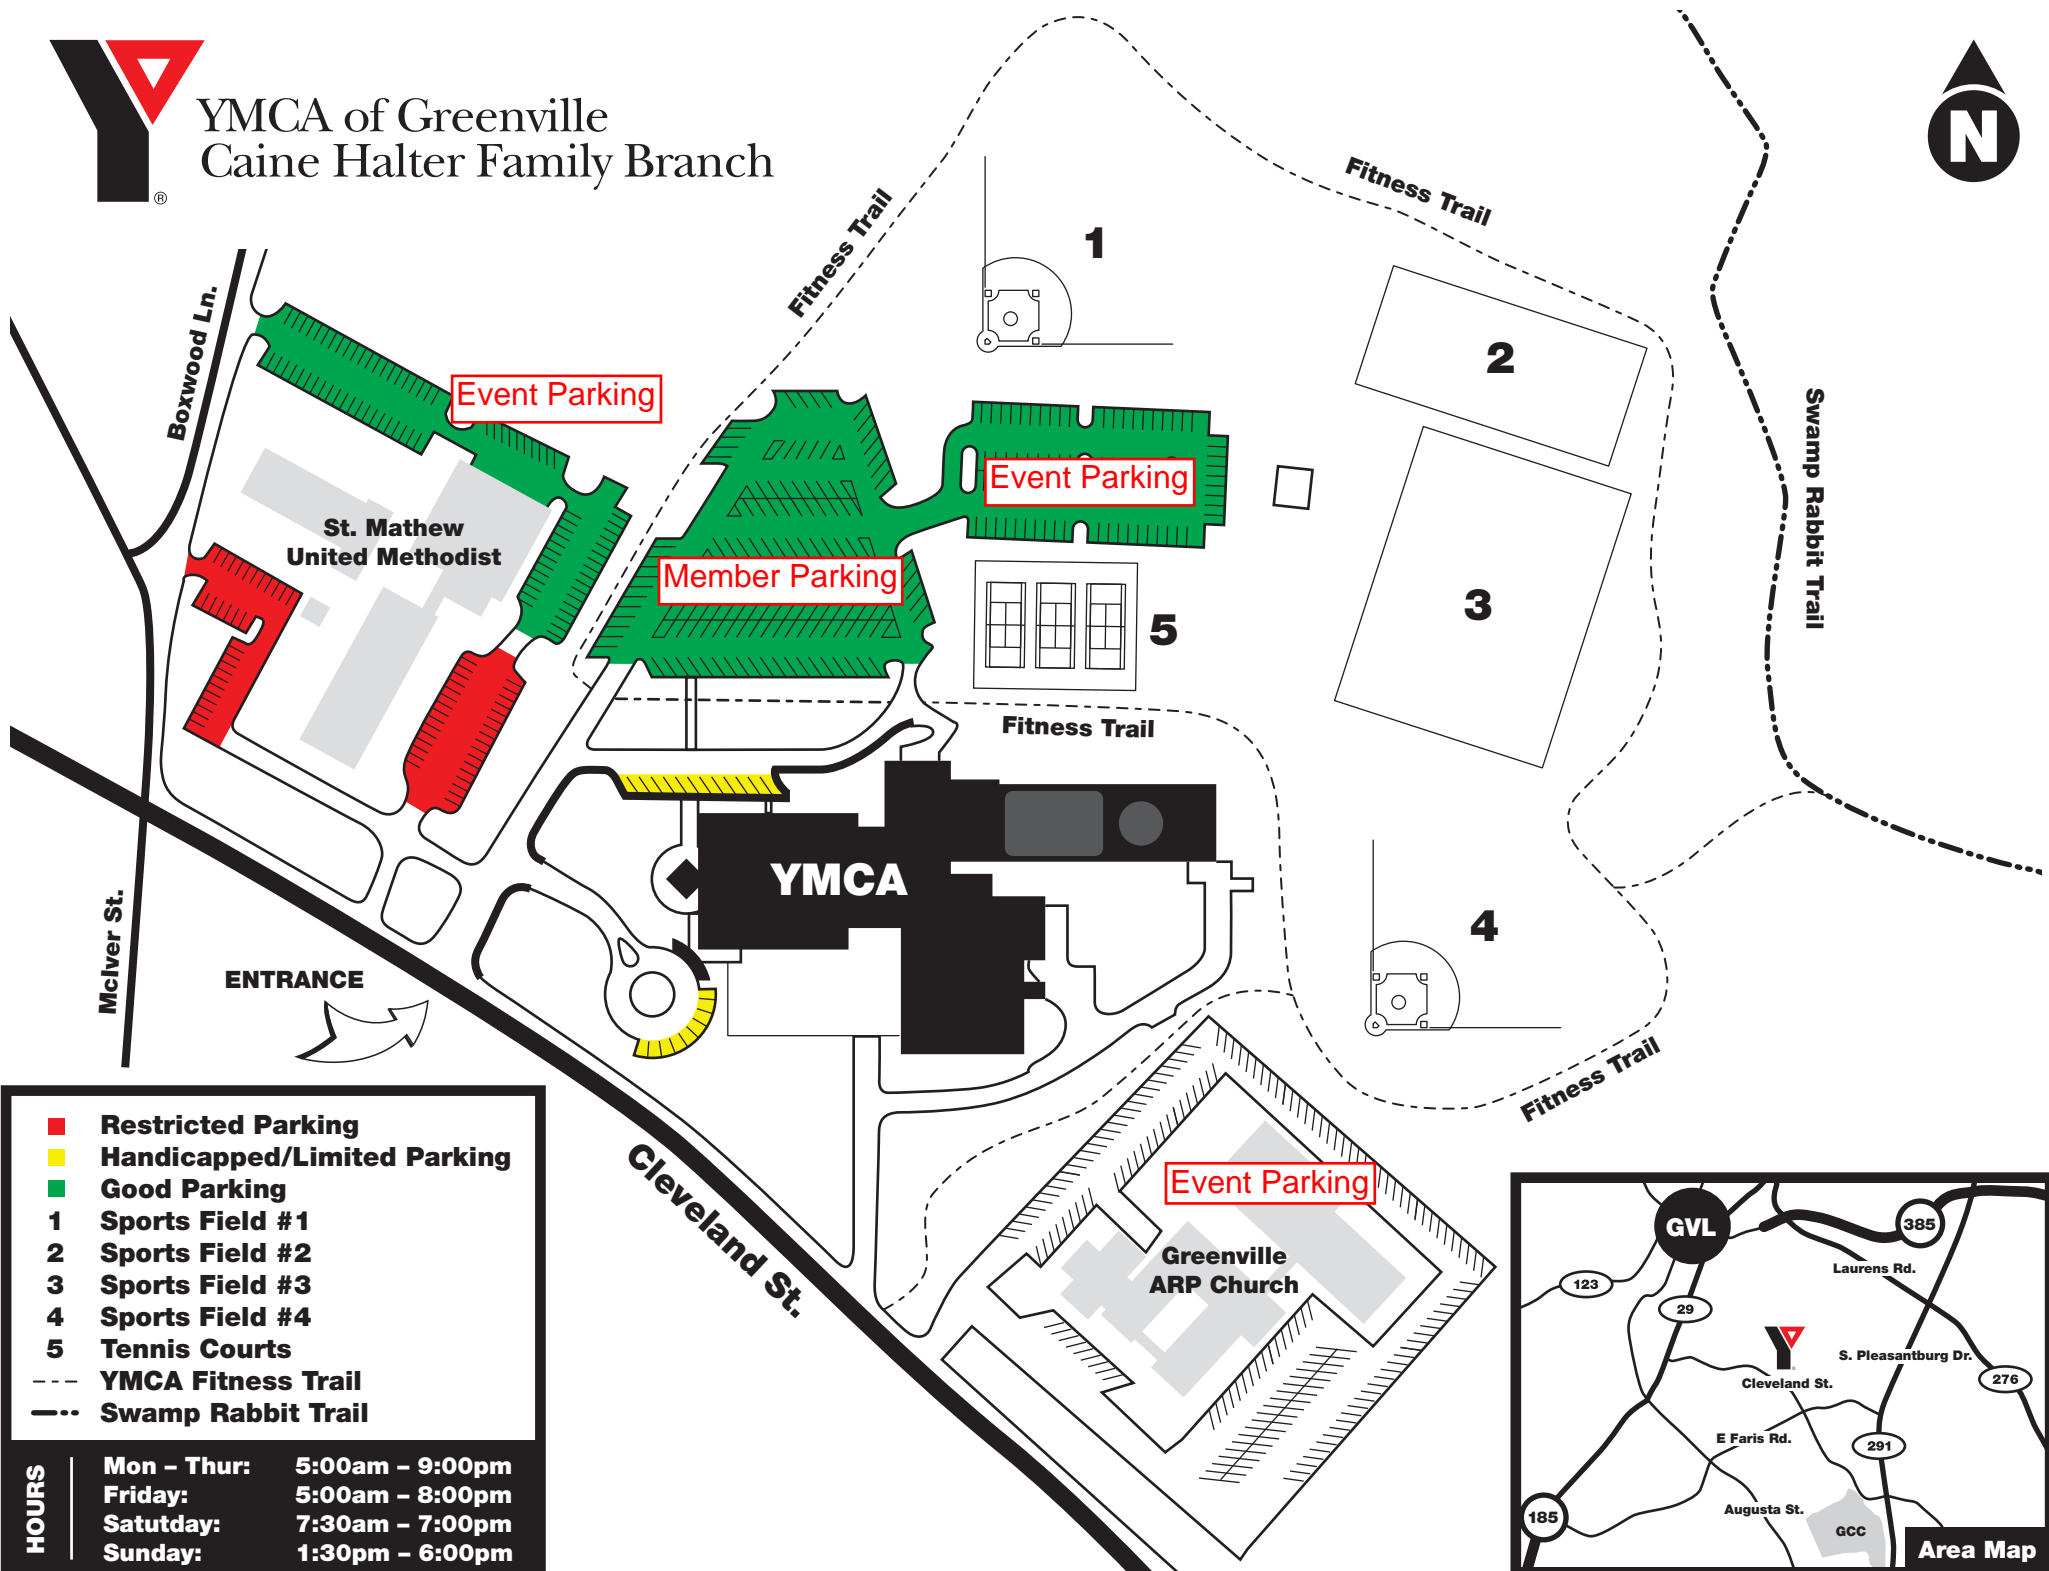 YMCA of Greenville
Caine Halter Family Branch
®
N
Fitness Trail
Fitness Trail
1
2
3
Swamp Rabbit Trail
Boxwood Ln.
Event Parking
Event Parking
Member Parking
St. Mathew
United Methodist
5
Fitness Trail
YMCA
4
McIver St.
ENTRANCE
Fitness Trail
Cleveland St.
Event Parking
Greenville
ARP Church
Restricted Parking
Handicapped/Limited Parking
Good Parking
1 Sports Field #1
2 Sports Field #2
3 Sports Field #3
4 Sports Field #4
5 Tennis Courts
YMCA Fitness Trail
Swamp Rabbit Trail
HOURS
Mon – Thur: 5:00am – 9:00pm
Friday: 5:00am – 8:00pm
Satutday: 7:30am – 7:00pm
Sunday: 1:30pm – 6:00pm
GVL
385
Laurens Rd.
123
29
S. Pleasantburg Dr.
Cleveland St.
276
E Faris Rd.
291
Augusta St.
185
GCC
Area Map